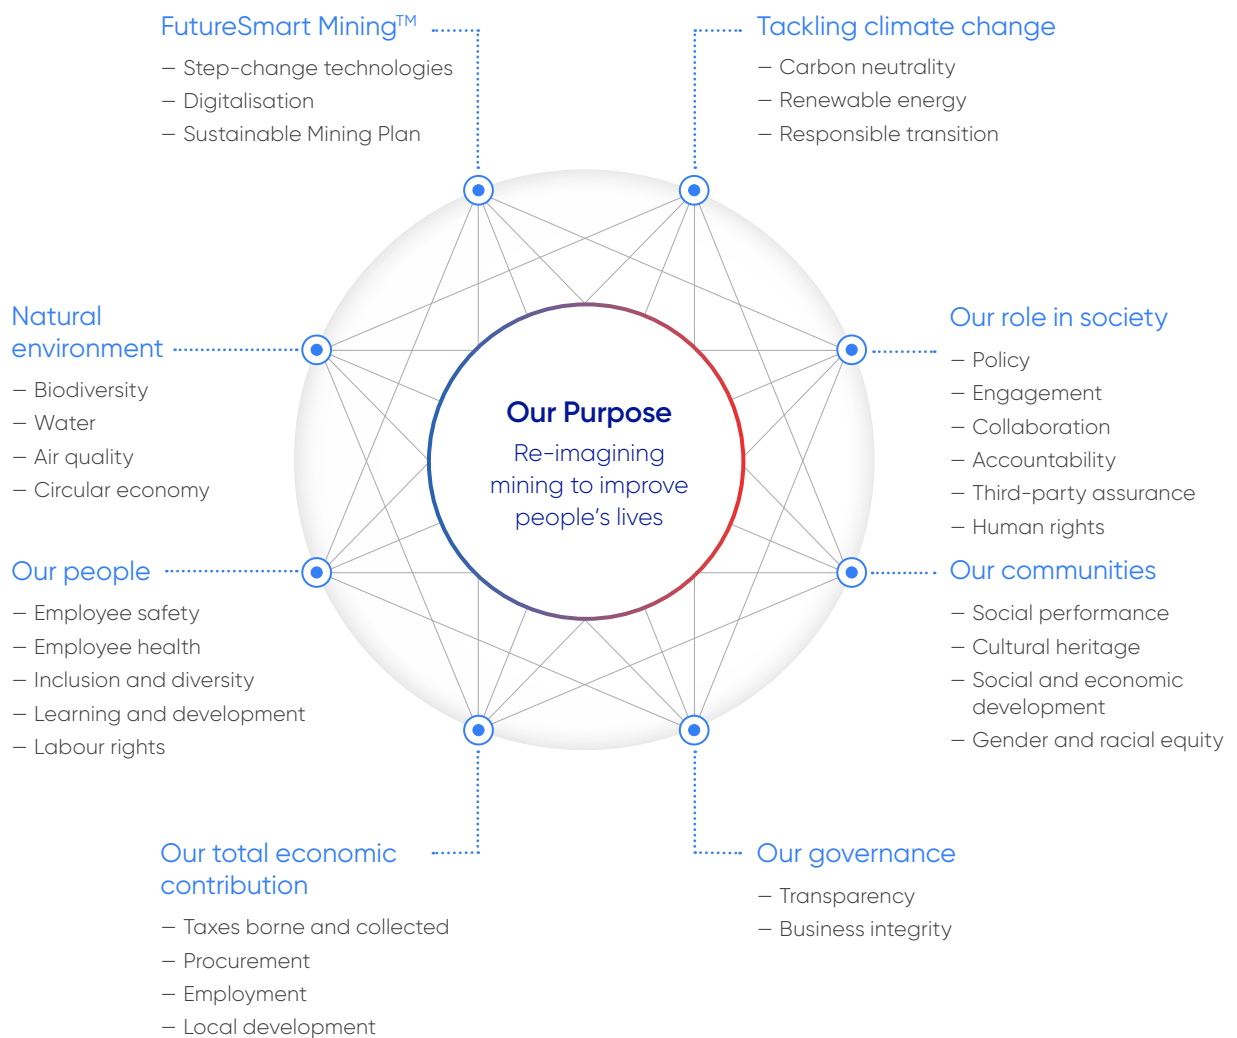 FutureSmart Mining™
– Step-change technologies
– Digitalisation
– Sustainable Mining Plan
Tackling climate change
– Carbon neutrality
– Renewable energy
– Responsible transition
Natural
environment
– Biodiversity
– Water
– Air quality
– Circular economy
Our Purpose
Re-imagining
mining to improve
people's lives
Our role in society
– Policy
– Engagement
– Collaboration
– Accountability
– Third-party assurance
– Human rights
Our people
– Employee safety
– Employee health
– Inclusion and diversity
– Learning and development
– Labour rights
Our communities
– Social performance
– Cultural heritage
– Social and economic
development
– Gender and racial equity
Our total economic
contribution
– Taxes borne and collected
– Procurement
– Employment
– Local development
Our governance
– Transparency
– Business integrity